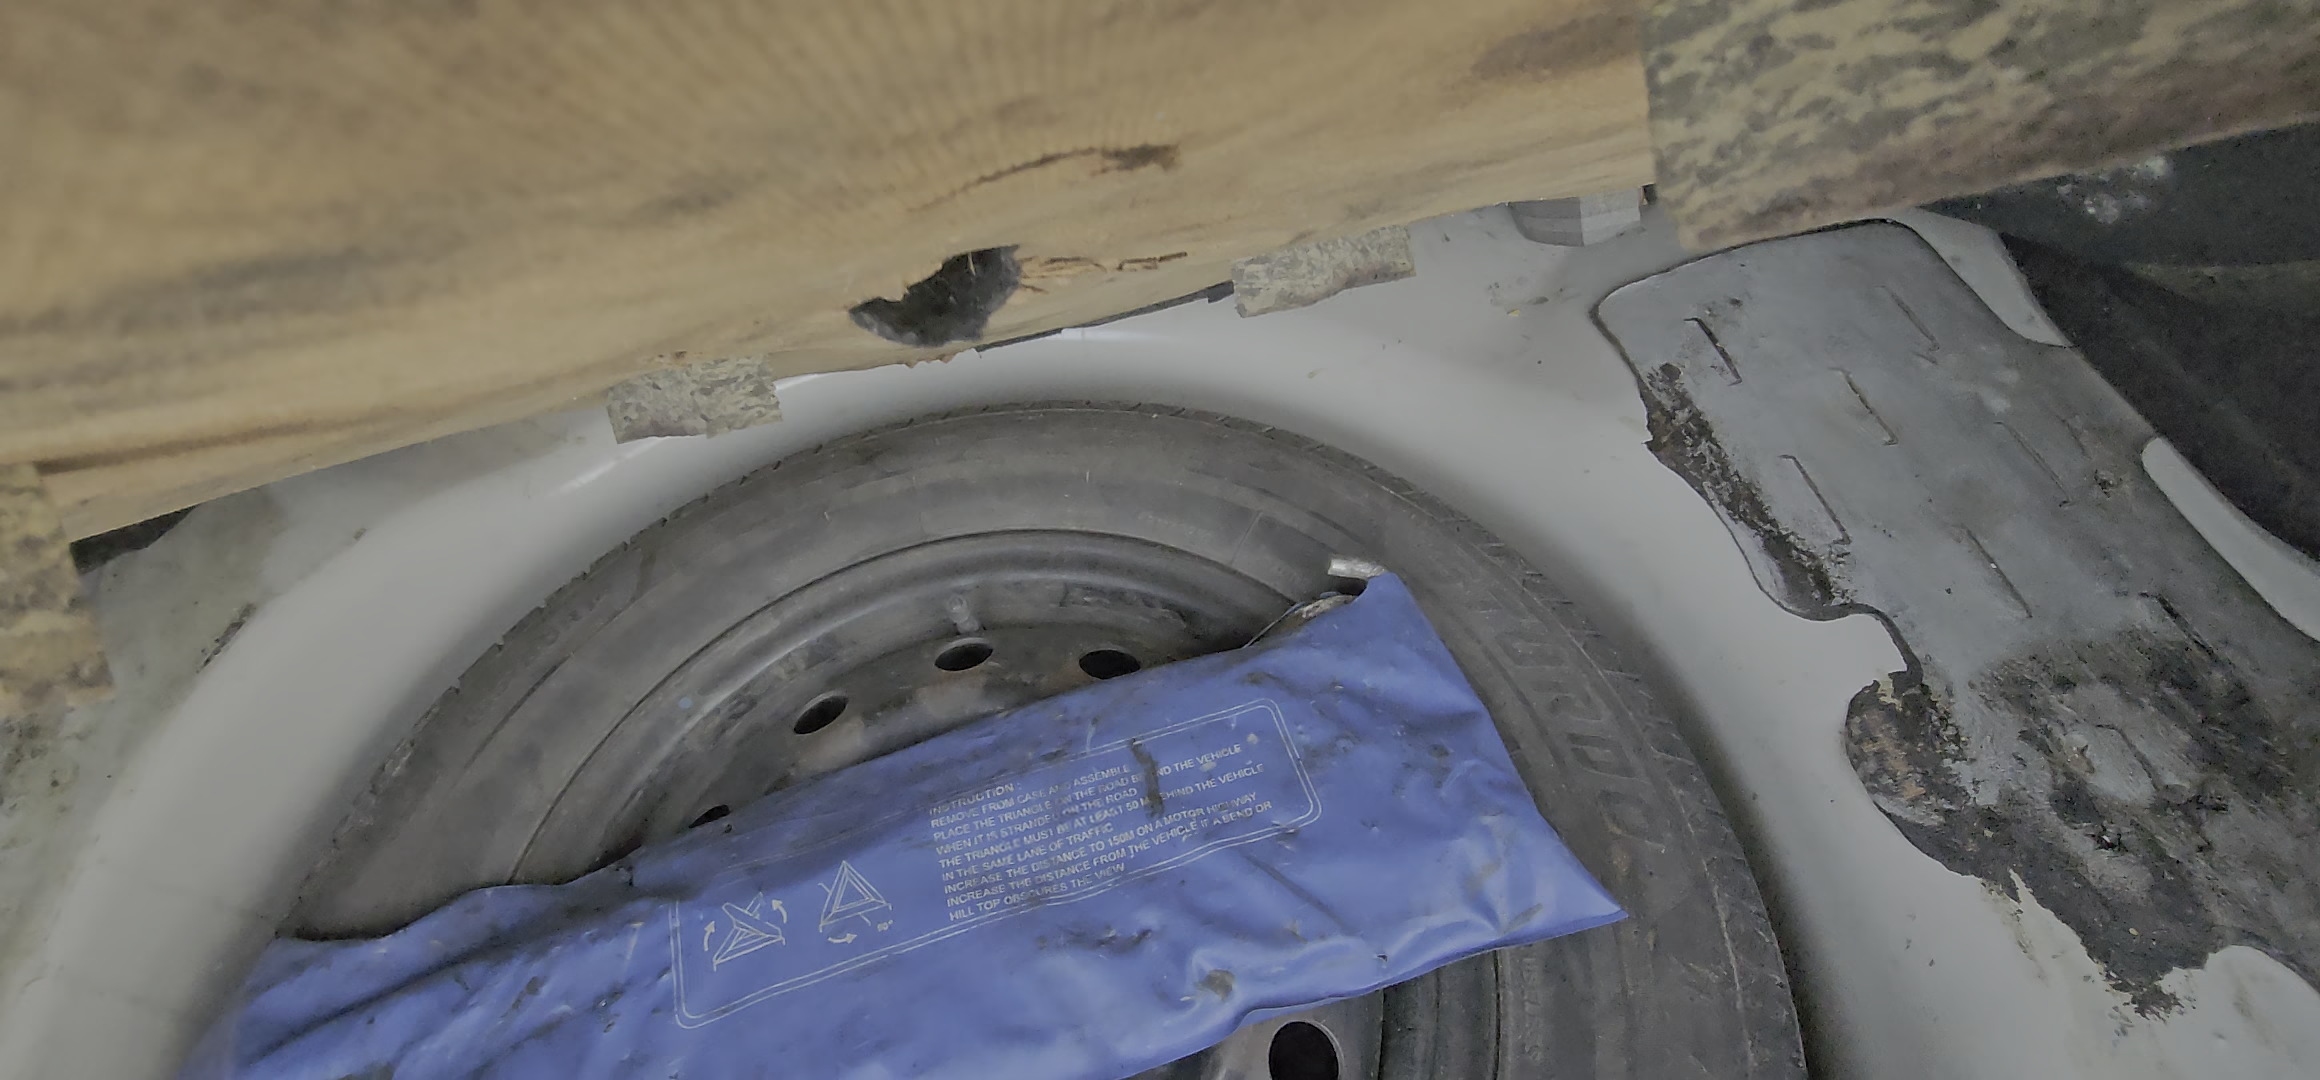 INSTRUCTION :
REMOVE FROM CASE AND ASSEMBLE
PLACE THE TRIANGLE ON THE ROAD BEHIND THE VEHICLE
WHEN IT IS STRANDED ON THE ROAD
THE TRIANGLE MUST BE AT LEAST 50 M BEHIND THE VEHICLE
IN THE SAME LANE OF TRAFFIC
INCREASE THE DISTANCE TO 150M ON A MOTOR HIGHWAY
INCREASE THE DISTANCE FROM THE VEHICLE IF A BEND OR
HILL TOP OBSCURES THE VIEW
90°